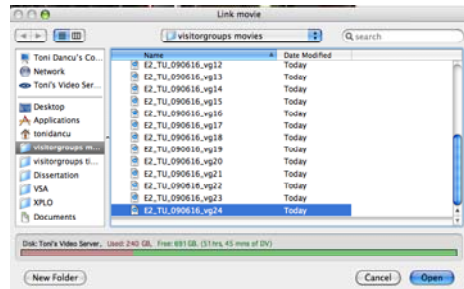 Link movie
visitorgroups movies
search
Toni Dancu's Co...
Network
Toni's Video Ser...
Desktop
Applications
tonidancu
visitorgroups m...
visitorgroups ti...
Dissertation
VSA
XPLO
Documents
Name Date Modified
E2_TU_090616_vg12 Today
E2_TU_090616_vg13 Today
E2_TU_090616_vg14 Today
E2_TU_090616_vg15 Today
E2_TU_090616_vg16 Today
E2_TU_090616_vg17 Today
E2_TU_090616_vg18 Today
E2_TU_090616_vg19 Today
E2_TU_090616_vg20 Today
E2_TU_090616_vg21 Today
E2_TU_090616_vg22 Today
E2_TU_090616_vg23 Today
E2_TU_090616_vg24 Today
Disk: Toni's Video Server, Used: 240 GB, Free: 691 GB. (51 hrs, 45 mins of DV)
New Folder Cancel Open